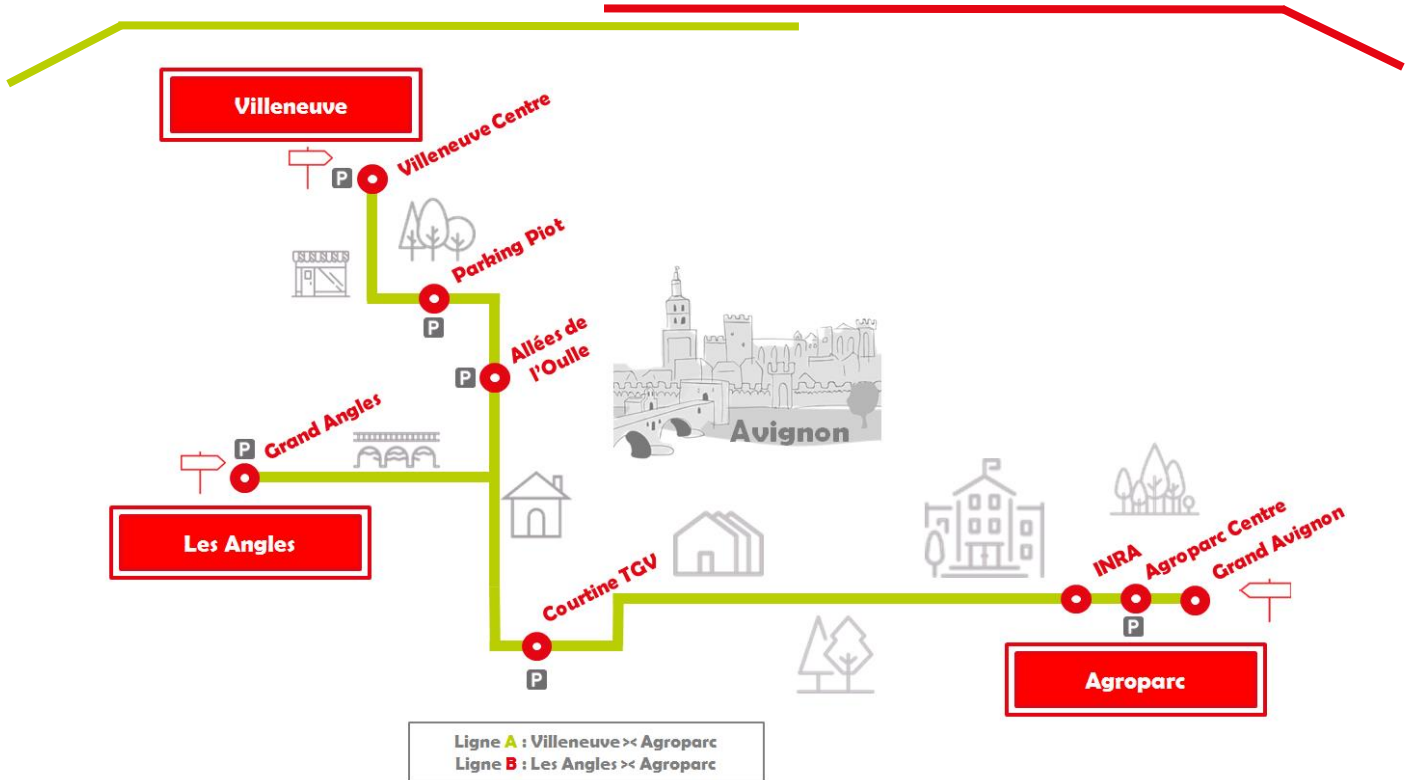 Villeneuve
Villeneuve Centre
P
Parking Piot
P
Allées de
l'Oulle
P
Avignon
Grand Angles
P
Les Angles
Courtine TGV
P
INRA
Agroparc Centre
Grand Avignon
P
Agroparc
Ligne A : Villeneuve >< Agroparc
Ligne B : Les Angles >< Agroparc